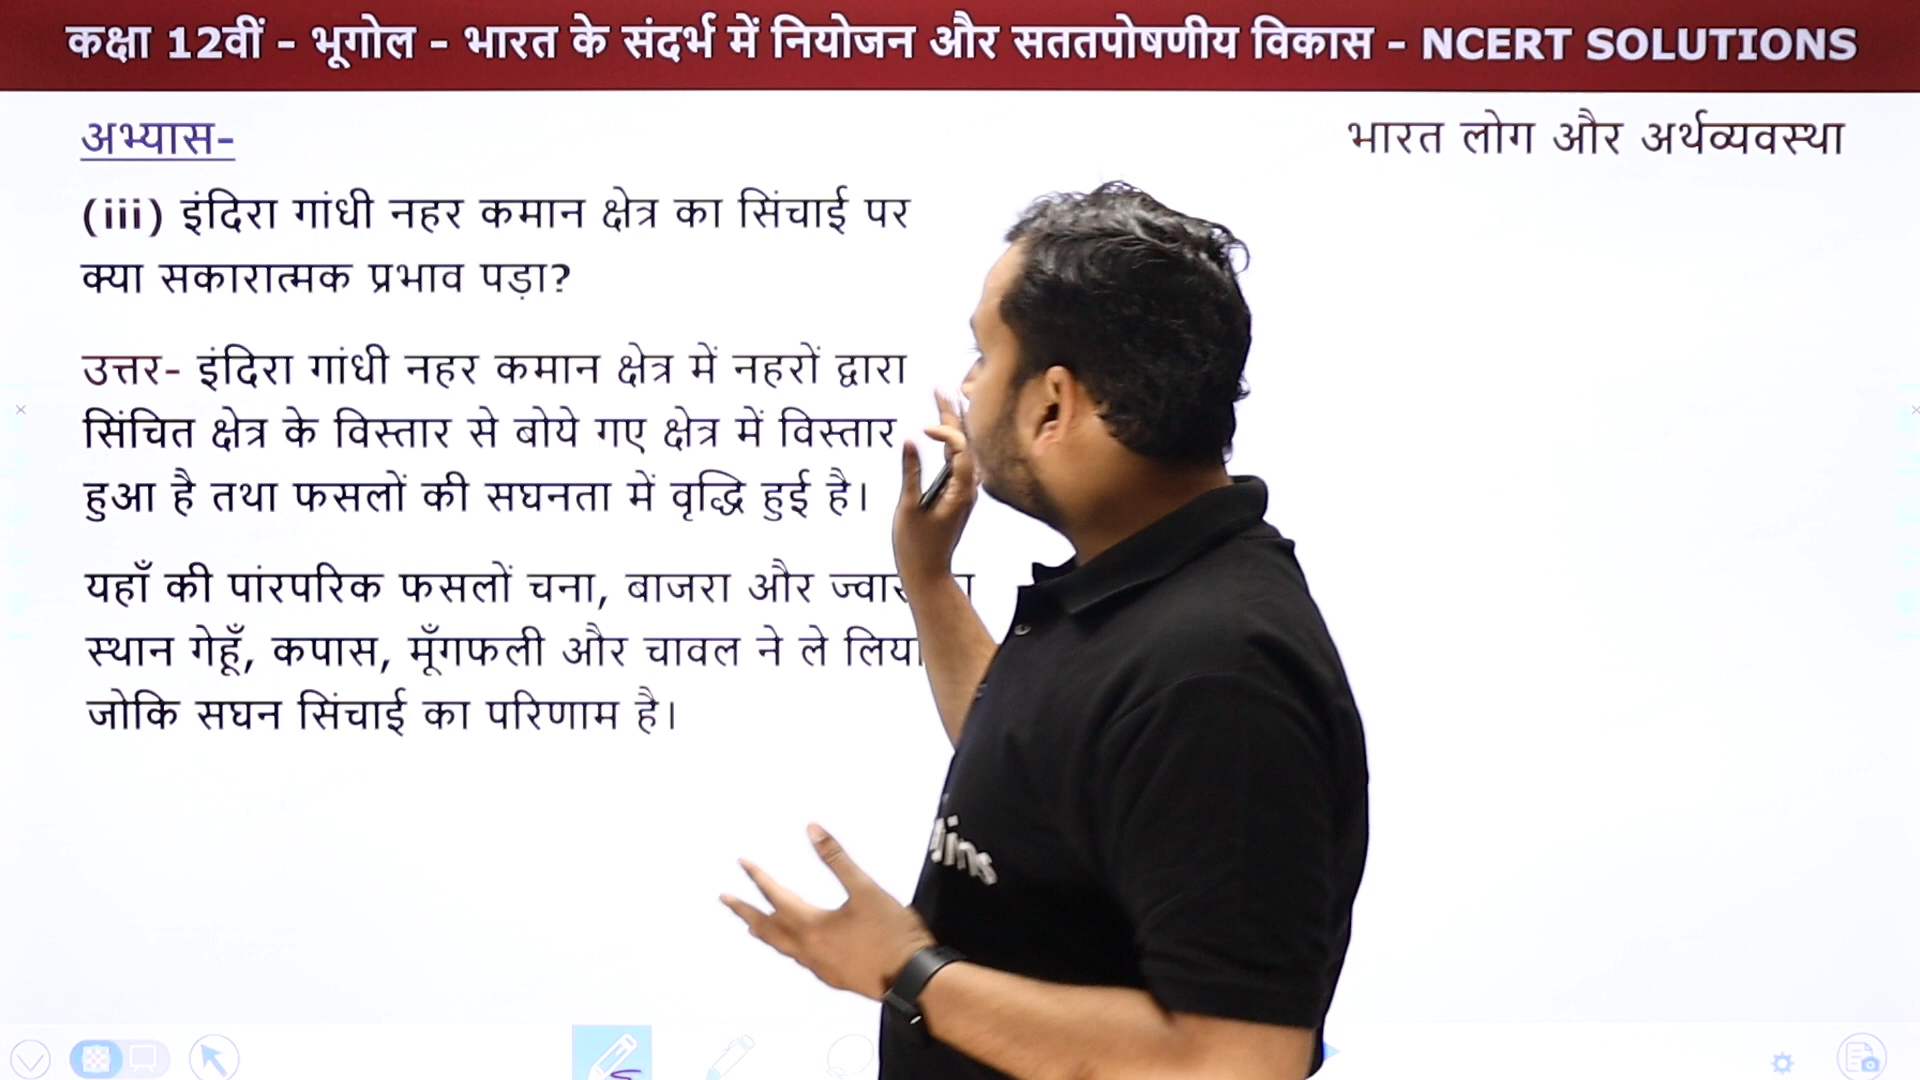 कक्षा 12वीं - भूगोल - भारत के संदर्भ में नियोजन और सततपोषणीय विकास - NCERT SOLUTIONS
अभ्यास-
भारत लोग और अर्थव्यवस्था
(iii) इंदिरा गांधी नहर कमान क्षेत्र का सिंचाई पर
क्या सकारात्मक प्रभाव पड़ा?
उत्तर- इंदिरा गांधी नहर कमान क्षेत्र में नहरों द्वारा
सिंचित क्षेत्र के विस्तार से बोये गए क्षेत्र में विस्तार
हुआ है तथा फसलों की सघनता में वृद्धि हुई है।
यहाँ की पांरपरिक फसलों चना, बाजरा और
स्थान गेहूँ, कपास, मूँगफली और चावल ने ले लिया
जोकि सघन सिंचाई का परिणाम है।